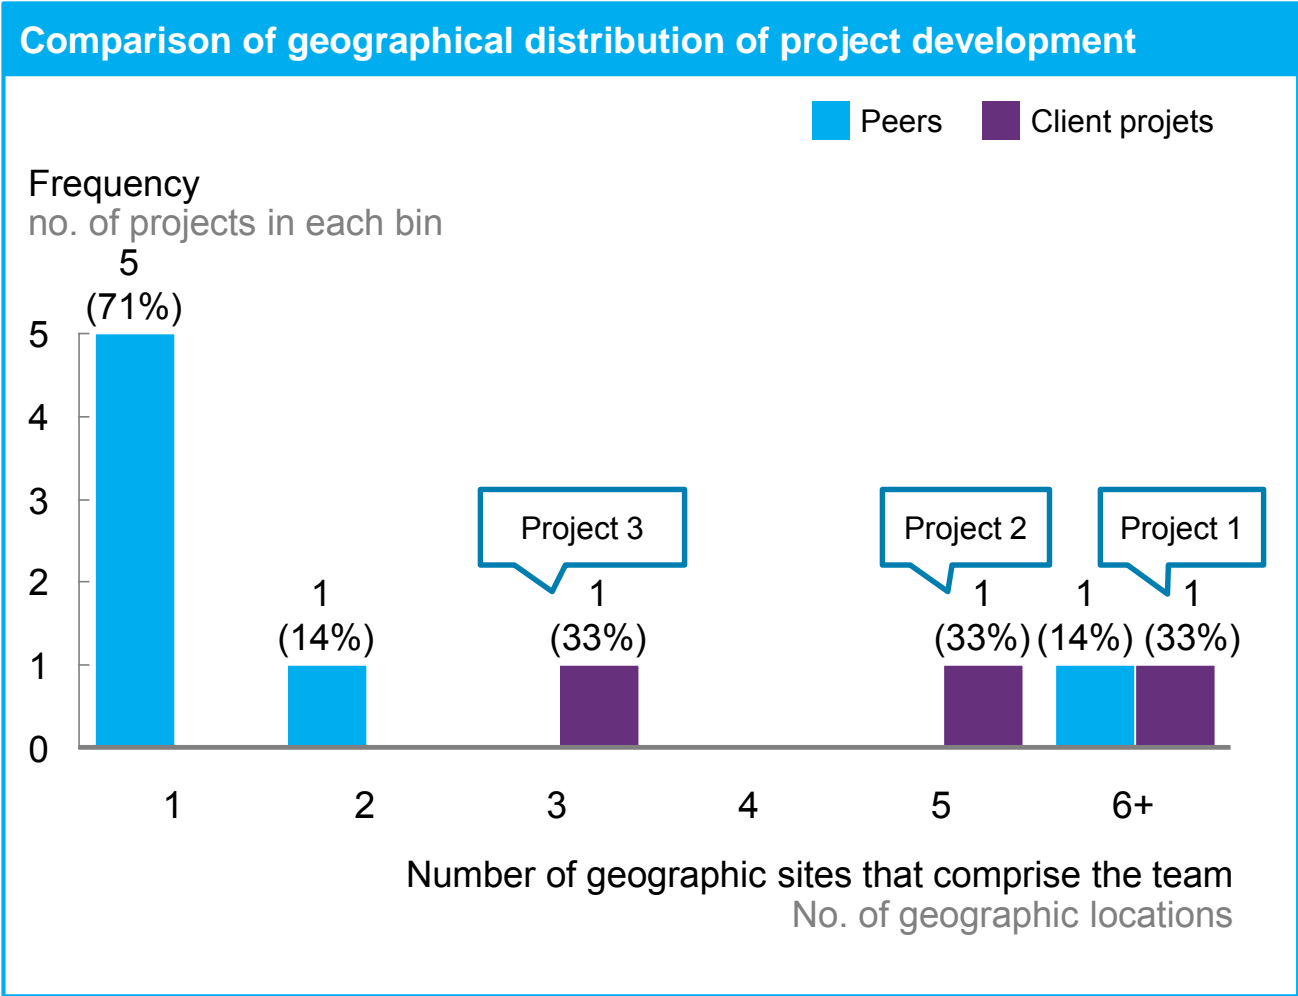 Comparison of geographical distribution of project development
Peers
Client projets
Frequency
no. of projects in each bin
5
(71%)
5
4
3
2
1
0
1
(14%)
Project 3
1
(33%)
Project 2
1
(33%)
1
(14%)
Project 1
1
(33%)
1 2 3 4 5 6+
Number of geographic sites that comprise the team
No. of geographic locations